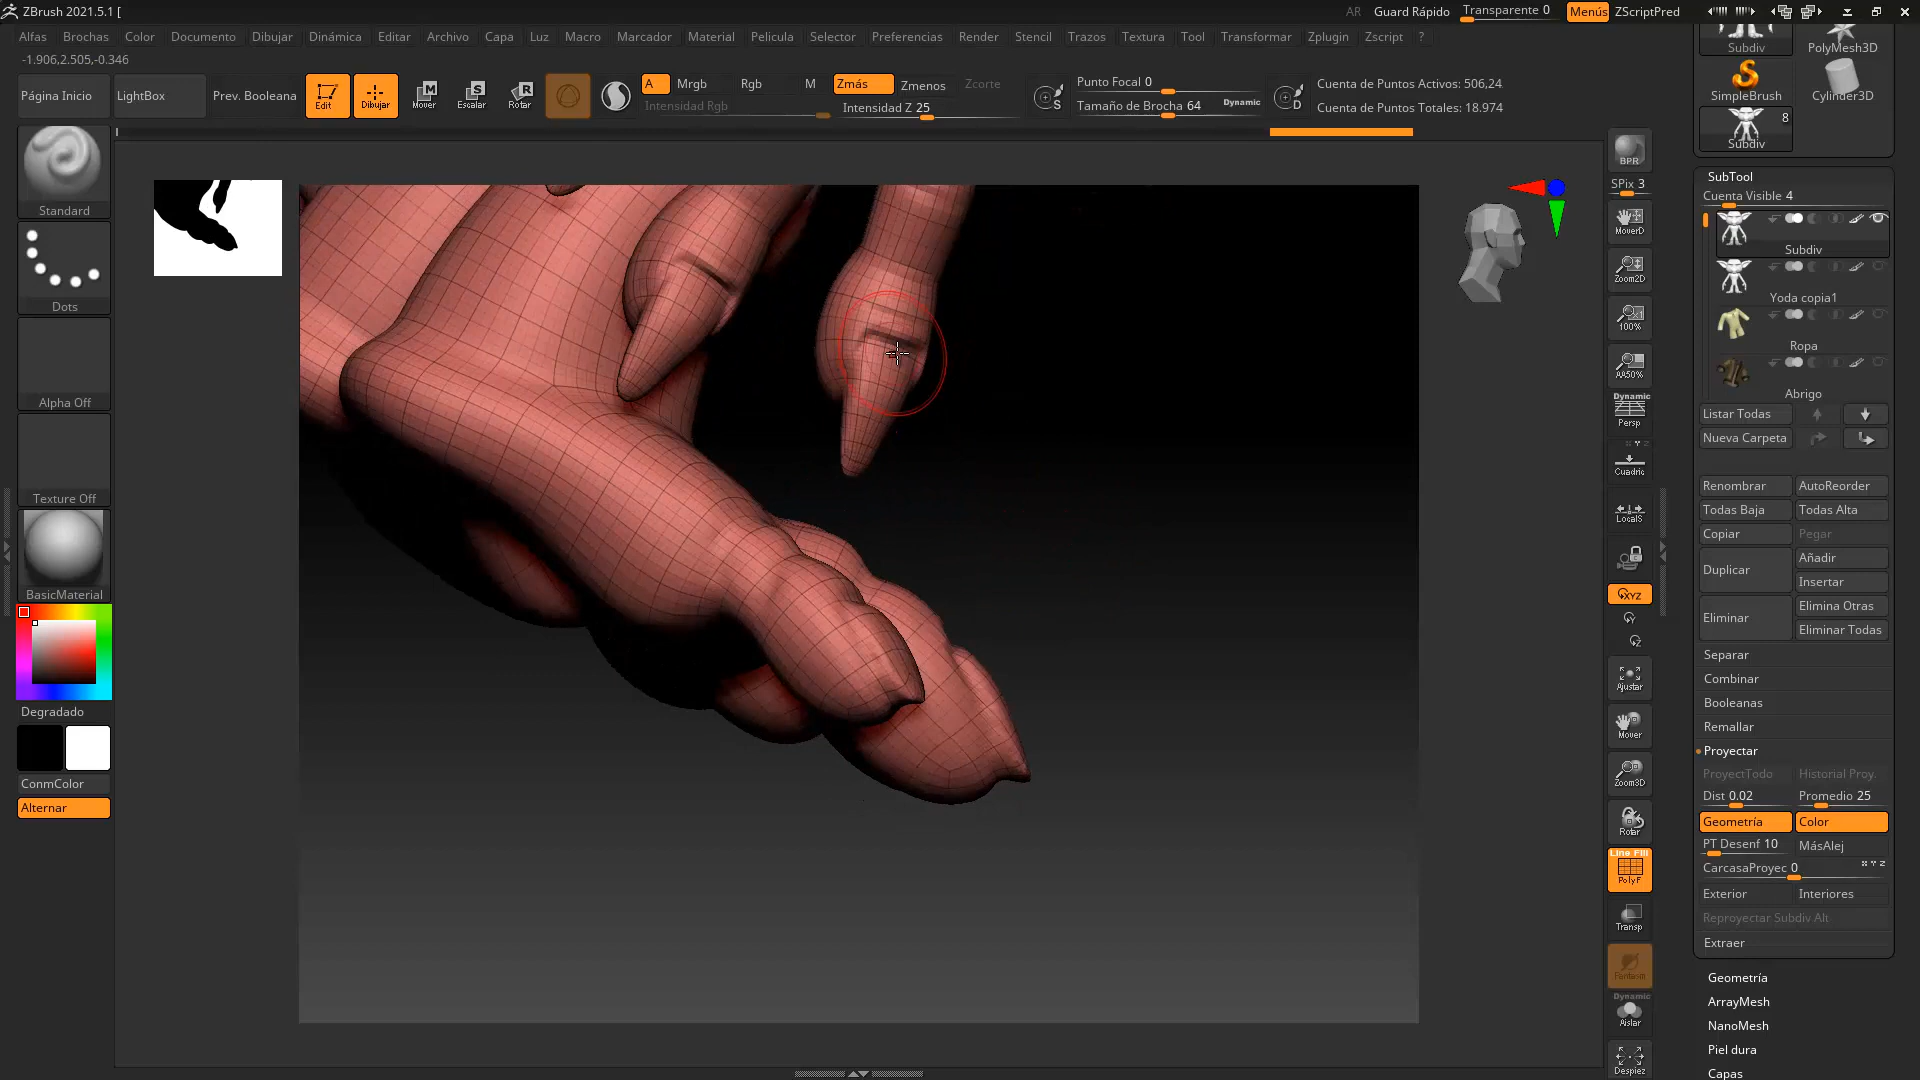 ZBrush 2021.5.1 [
AR Guard Rápido Transparente 0 Menús ZScriptPred
Alfas Brochas Color Documento Dibujar Dinámica Editar Archivo Capa Luz Macro Marcador Material Pelicula Selector Preferencias Render Stencil Trazos Textura Tool Transformar Zplugin Zscript ?
-1.906,2.505,-0.346
Página Inicio LightBox Prev. Booleana Edit Dibujar Mover Escalar Rotar
A Mrgb Rgb M Zmás Zmenos Zcorte
Intensidad Rgb Intensidad Z 25
S Punto Focal 0
Tamaño de Brocha 64 Dynamic
D Cuenta de Puntos Activos: 506,24
Cuenta de Puntos Totales: 18.974
Standard
Dots
Alpha Off
Texture Off
BasicMaterial
Degradado
ConmColor
Alternar
BPR
SPix 3
MoverD
Zoom2D
100%
AA50%
Dynamic
Persp
Cuadric
LocalS
XYZ
Y
Z
Ajustar
Mover
Zoom3D
Rotar
Line Fill
PolyF
Transp
Fantasm
Dynamic
Aislar
Despiez
Subdiv PolyMesh3D
SimpleBrush Cylinder3D
8
Subdiv
SubTool
Cuenta Visible 4
Subdiv
Yoda copia1
Ropa
Abrigo
Listar Todas
Nueva Carpeta
Renombrar AutoReorder
Todas Baja Todas Alta
Copiar Pegar
Duplicar Añadir
Insertar
Eliminar Elimina Otras
Eliminar Todas
Separar
Combinar
Booleanas
Remallar
Proyectar
ProyectTodo Historial Proy.
Dist 0.02 Promedio 25
Geometría Color
PT Desenf 10 MásAlej
CarcasaProyec 0
Exterior Interiores
Reproyectar Subdiv Alt
Extraer
Geometría
ArrayMesh
NanoMesh
Piel dura
Capas